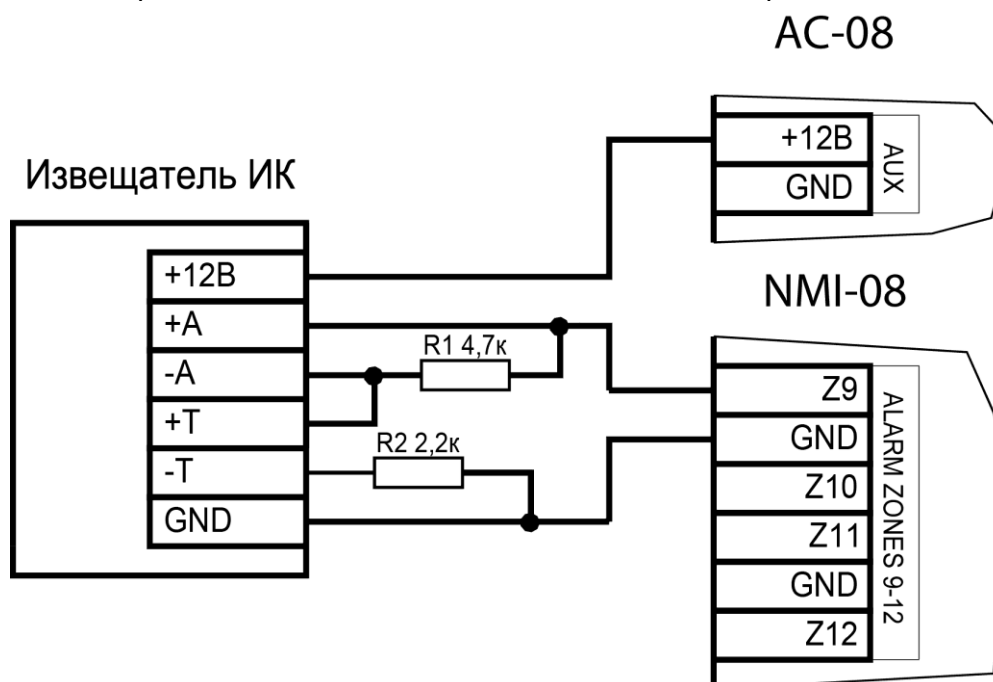 AC-08
+12В
GND
AUX
Извещатель ИК
+12В
+А
-А
+Т
-Т
GND
R1 4,7к
R2 2,2к
NMI-08
Z9
GND
Z10
Z11
GND
Z12
ALARM ZONES 9-12